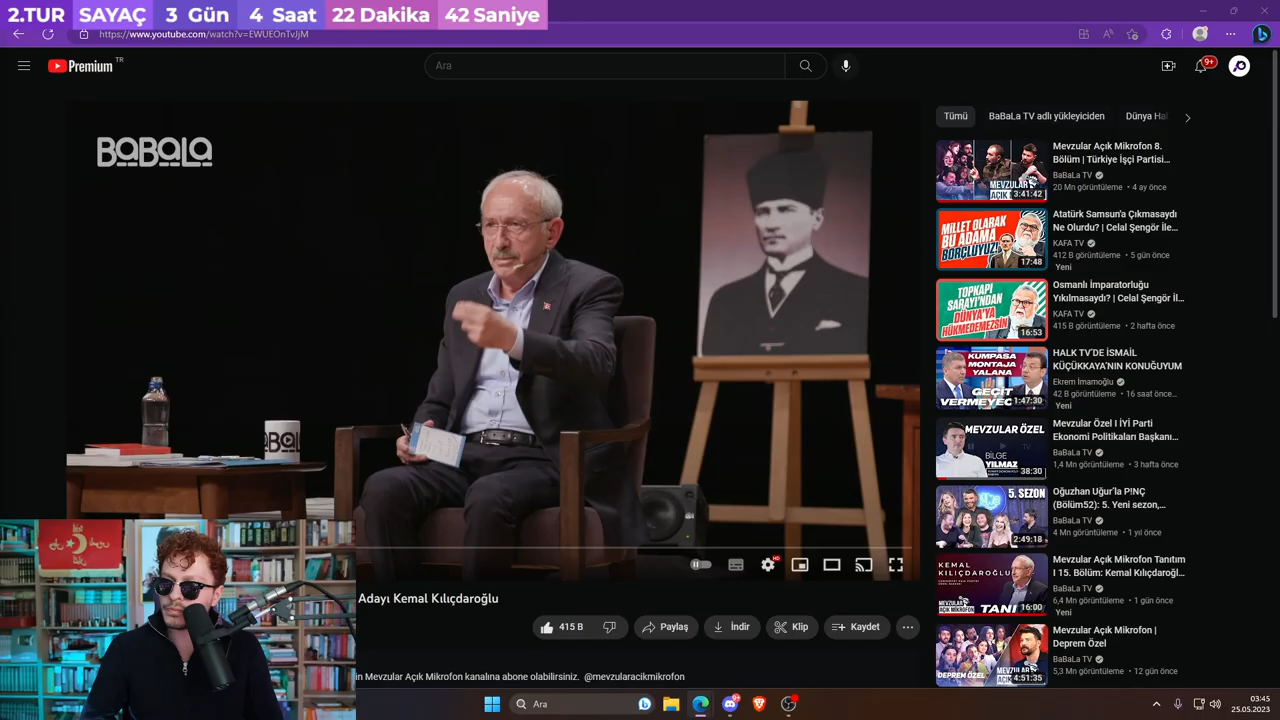 2.TUR SAYAÇ 3 Gün 4 Saat 22 Dakika 42 Saniye
https://www.youtube.com/watch?v=EWUEOnTvJjM
Premium TR
Ara
9+
BaBaLa
Tümü
BaBaLa TV adlı yükleyiciden
Dünya Hal
Mevzular Açık Mikrofon 8.
Bölüm | Türkiye İşçi Partisi...
BaBaLa TV
20 Mn görüntüleme • 4 ay önce
MEVZULAR
AÇIK
3:41:42
Atatürk Samsun'a Çıkmasaydı
Ne Olurdu? | Celal Şengör İle...
KAFA TV
412 B görüntüleme • 5 gün önce
Yeni
MİLLET OLARAK
BU ADAMA
BORÇLUYUZ!
17:48
Osmanlı İmparatorluğu
Yıkılmasaydı? | Celal Şengör İl...
KAFA TV
415 B görüntüleme • 2 hafta önce
TOPKAPI
SARAYI'NDAN
DÜNYA'YA
HÜKMEDEMEZSİN
16:53
HALK TV'DE İSMAİL
KÜÇÜKKAYA'NIN KONUĞUYUM
Ekrem İmamoğlu
42 B görüntüleme • 16 saat önce...
Yeni
KUMPASA
MONTAJA
YALANA
GEÇİT
VERMEYEC
1:47:30
Mevzular Özel I İYİ Parti
Ekonomi Politikaları Başkanı...
BaBaLa TV
1,4 Mn görüntüleme • 3 hafta önce
MEVZULAR ÖZEL
BİLGE
YILMAZ
38:30
Oğuzhan Uğur'la P!NÇ
(Bölüm52): 5. Yeni sezon,...
BaBaLa TV
4 Mn görüntüleme • 1 yıl önce
5. SEZON
2:49:18
Mevzular Açık Mikrofon Tanıtım
I 15. Bölüm: Kemal Kılıçdaroğl...
BaBaLa TV
6,4 Mn görüntüleme • 1 gün önce
Yeni
KEMAL
KILIÇDAROĞLU
TANI
16:00
Mevzular Açık Mikrofon |
Deprem Özel
BaBaLa TV
5,3 Mn görüntüleme • 12 gün önce
DEPREM ÖZEL
4:51:35
HD
Adayı Kemal Kılıçdaroğlu
415 B
Paylaş
İndir
Klip
Kaydet
in Mevzular Açık Mikrofon kanalına abone olabilirsiniz. @mevzularacikmikrofon
Ara
03:45
25.05.2023